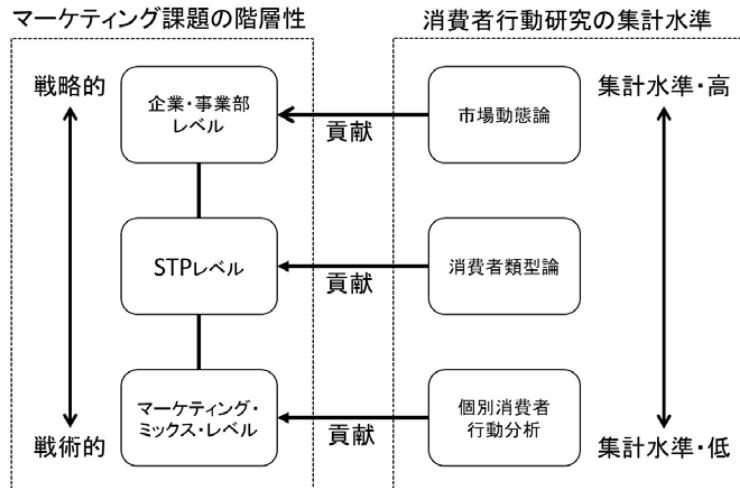 マーケティング課題の階層性
消費者行動研究の集計水準
戦略的
企業・事業部
レベル
貢献
市場動態論
集計水準・高
STPレベル
貢献
消費者類型論
マーケティング・
ミックス・レベル
戦術的
貢献
個別消費者
行動分析
集計水準・低